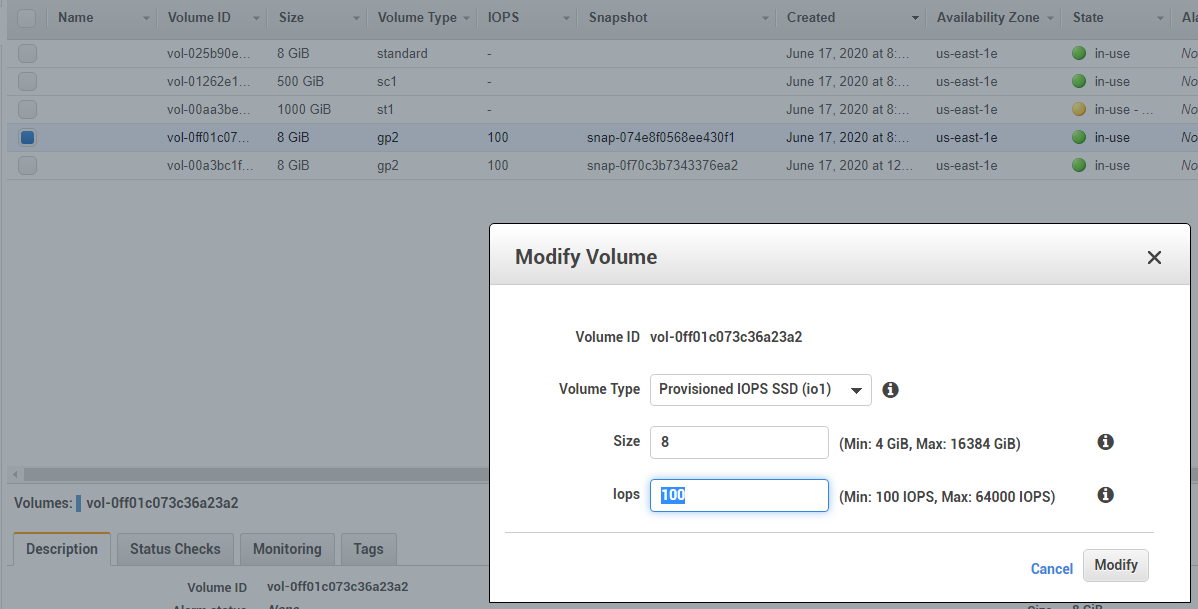 Name Volume ID Size Volume Type IOPS Snapshot Created Availability Zone State Ala
vol-025b90e... 8 GiB standard - June 17, 2020 at 8:... us-east-1e in-use No
vol-01262e1... 500 GiB sc1 - June 17, 2020 at 8:... us-east-1e in-use No
vol-00aa3be... 1000 GiB st1 - June 17, 2020 at 8:... us-east-1e in-use - ... No
vol-0ff01c07... 8 GiB gp2 100 snap-074e8f0568ee430f1 June 17, 2020 at 8:... us-east-1e in-use No
vol-00a3bc1f... 8 GiB gp2 100 snap-0f70c3b7343376ea2 June 17, 2020 at 12... us-east-1e in-use No
Modify Volume
Volume ID vol-0ff01c073c36a23a2
Volume Type Provisioned IOPS SSD (io1)
Size 8 (Min: 4 GiB, Max: 16384 GiB)
Iops 100 (Min: 100 IOPS, Max: 64000 IOPS)
Cancel Modify
Volumes: vol-0ff01c073c36a23a2
Description Status Checks Monitoring Tags
Volume ID vol-0ff01c073c36a23a2
Alarm status None Size 8 GiB